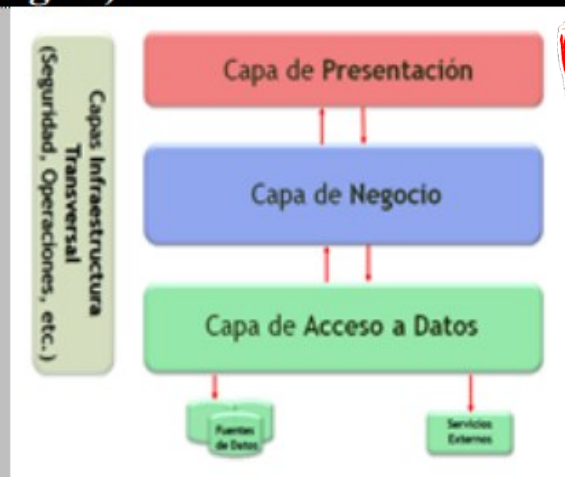 Capas Infraestructura
Transversal
(Seguridad, Operaciones, etc.)
Capa de Presentación
Capa de Negocio
Capa de Acceso a Datos
Fuentes
de Datos
Servicios
Externos